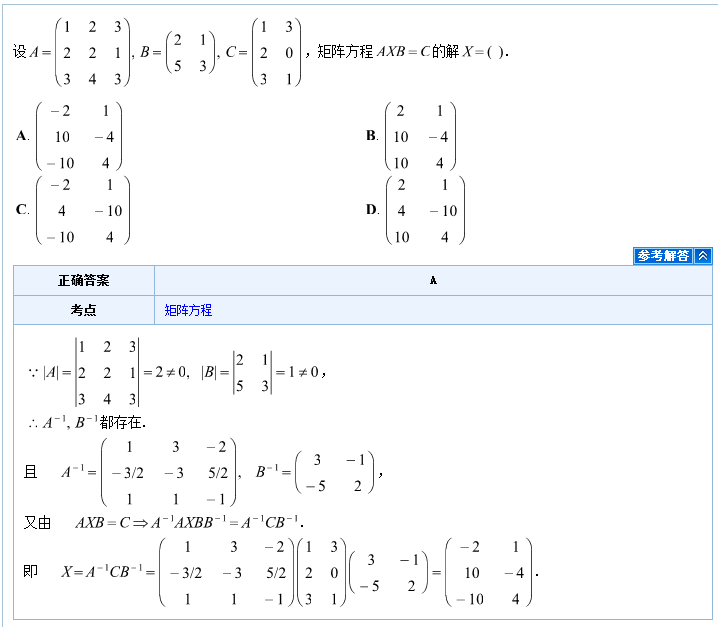 设 A = ( 1 2 3 ; 2 2 1 ; 3 4 3 ), B = ( 2 1 ; 5 3 ), C = ( 1 3 ; 2 0 ; 3 1 ) ，矩阵方程 AXB = C 的解 X = ( ).
A. ( −2 1 ; 10 −4 ; −10 4 )
B. ( 2 1 ; 10 −4 ; 10 4 )
C. ( −2 1 ; 4 −10 ; −10 4 )
D. ( 2 1 ; 4 −10 ; 10 4 )
参考解答
正确答案 A
考点 矩阵方程
∵ |A| = | 1 2 3 ; 2 2 1 ; 3 4 3 | = 2 ≠ 0, |B| = | 2 1 ; 5 3 | = 1 ≠ 0，
∴ A⁻¹, B⁻¹都存在.
且 A⁻¹ = ( 1 3 −2 ; −3/2 −3 5/2 ; 1 1 −1 ), B⁻¹ = ( 3 −1 ; −5 2 )，
又由 AXB = C ⇒ A⁻¹AXBB⁻¹ = A⁻¹CB⁻¹.
即 X = A⁻¹CB⁻¹ = ( 1 3 −2 ; −3/2 −3 5/2 ; 1 1 −1 ) ( 1 3 ; 2 0 ; 3 1 ) ( 3 −1 ; −5 2 ) = ( −2 1 ; 10 −4 ; −10 4 ).